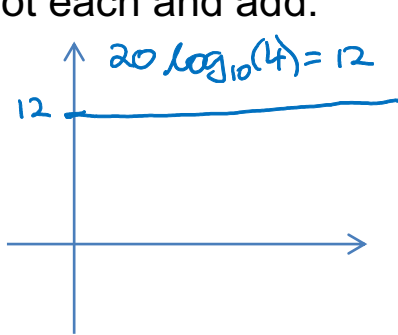 ot each and add.
20 log₁₀(4) = 12
12